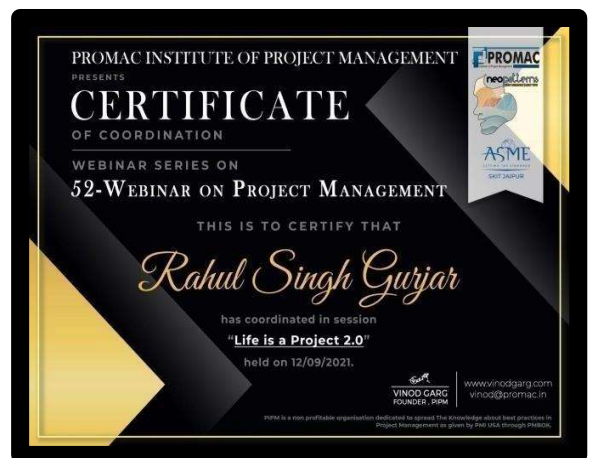 PROMAC INSTITUTE OF PROJECT MANAGEMENT
PRESENTS
CERTIFICATE
OF COORDINATION
WEBINAR SERIES ON
52-WEBINAR ON PROJECT MANAGEMENT
THIS IS TO CERTIFY THAT
Rahul Singh Gurjar
has coordinated in session
“Life is a Project 2.0”
held on 12/09/2021.
PROMAC
neopatterns
ASME
SKIT JAIPUR
VINOD GARG
FOUNDER , PIPM
www.vinodgarg.com
vinod@promac.in
PIPM is a non profitable organisation dedicated to spread The Knowledge about best practices in
Project Management as given by PMI USA through PMBOK.